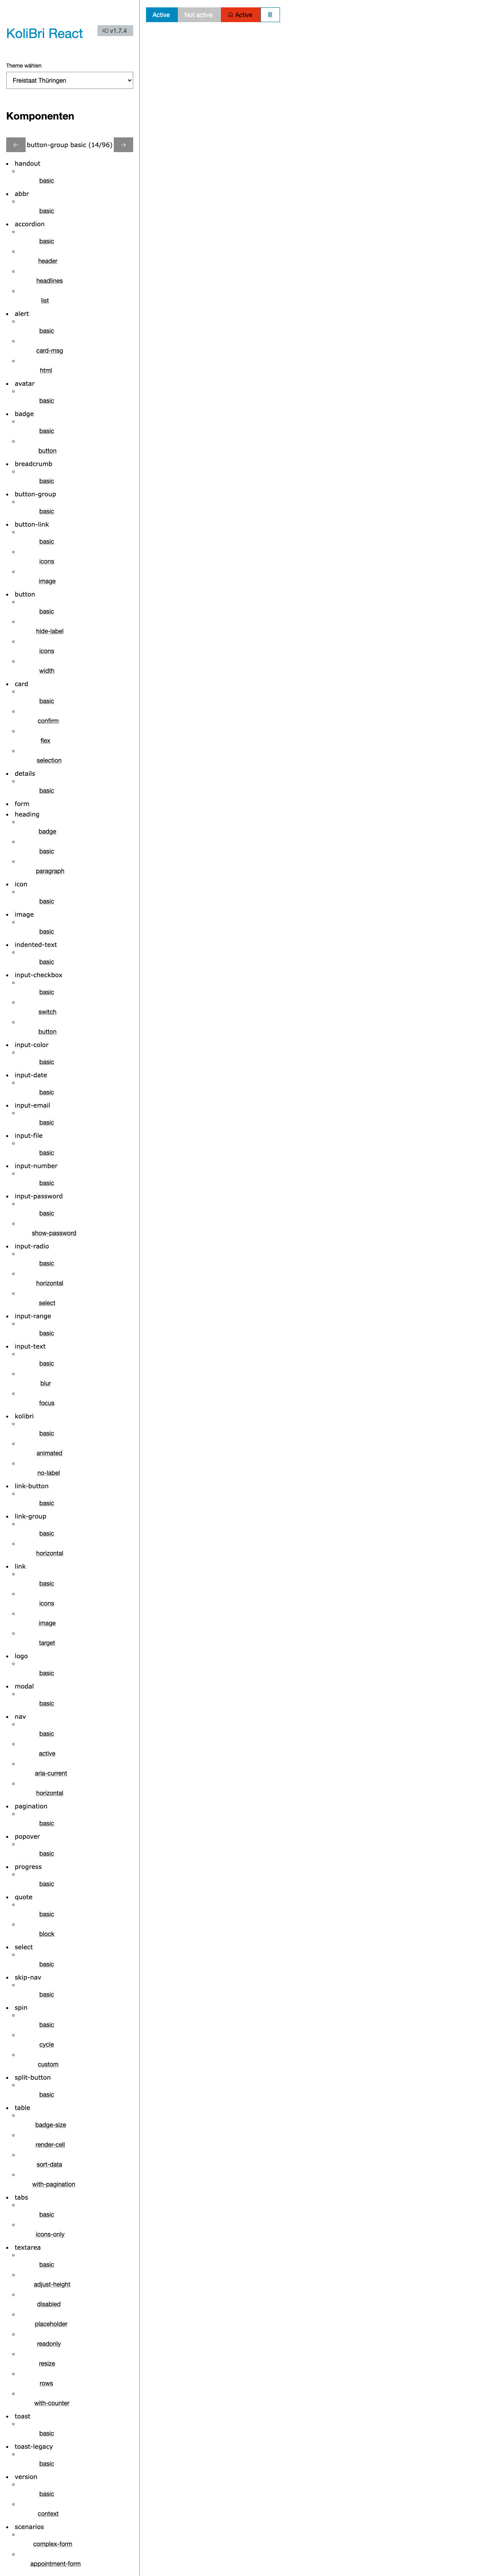 KoliBri React
v1.7.4
Theme wählen
Freistaat Thüringen
Komponenten
button-group basic (14/96)
handout
basic
abbr
basic
accordion
basic
header
headlines
list
alert
basic
card-msg
html
avatar
basic
badge
basic
button
breadcrumb
basic
button-group
basic
button-link
basic
icons
image
button
basic
hide-label
icons
width
card
basic
confirm
flex
selection
details
basic
form
heading
badge
basic
paragraph
icon
basic
image
basic
indented-text
basic
input-checkbox
basic
switch
button
input-color
basic
input-date
basic
input-email
basic
input-file
basic
input-number
basic
input-password
basic
show-password
input-radio
basic
horizontal
select
input-range
basic
input-text
basic
blur
focus
kolibri
basic
animated
no-label
link-button
basic
link-group
basic
horizontal
link
basic
icons
image
target
logo
basic
modal
basic
nav
basic
active
aria-current
horizontal
pagination
basic
popover
basic
progress
basic
quote
basic
block
select
basic
skip-nav
basic
spin
basic
cycle
custom
split-button
basic
table
badge-size
render-cell
sort-data
with-pagination
tabs
basic
icons-only
textarea
basic
adjust-height
disabled
placeholder
readonly
resize
rows
with-counter
toast
basic
toast-legacy
basic
version
basic
context
scenarios
complex-form
appointment-form
Active
Not active
Active